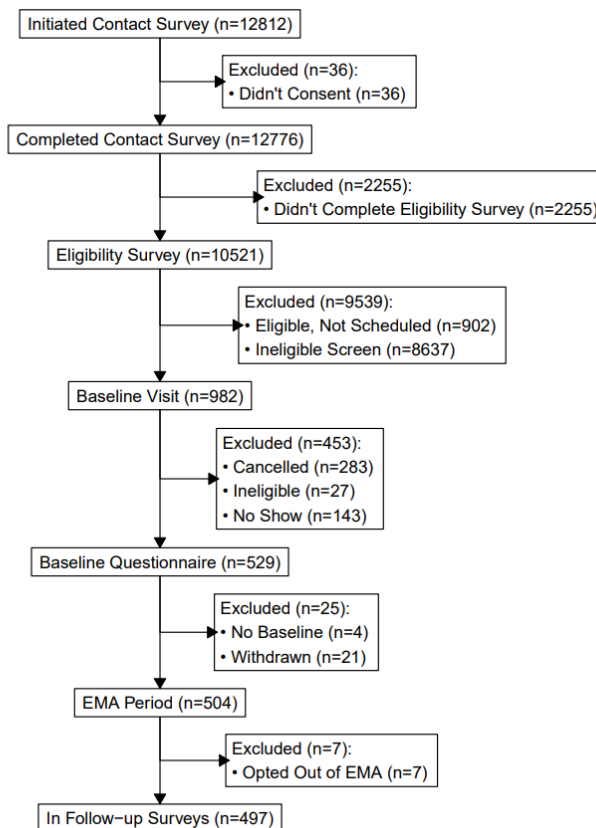 Initiated Contact Survey (n=12812)
Excluded (n=36):
• Didn't Consent (n=36)
Completed Contact Survey (n=12776)
Excluded (n=2255):
• Didn't Complete Eligibility Survey (n=2255)
Eligibility Survey (n=10521)
Excluded (n=9539):
• Eligible, Not Scheduled (n=902)
• Ineligible Screen (n=8637)
Baseline Visit (n=982)
Excluded (n=453):
• Cancelled (n=283)
• Ineligible (n=27)
• No Show (n=143)
Baseline Questionnaire (n=529)
Excluded (n=25):
• No Baseline (n=4)
• Withdrawn (n=21)
EMA Period (n=504)
Excluded (n=7):
• Opted Out of EMA (n=7)
In Follow−up Surveys (n=497)